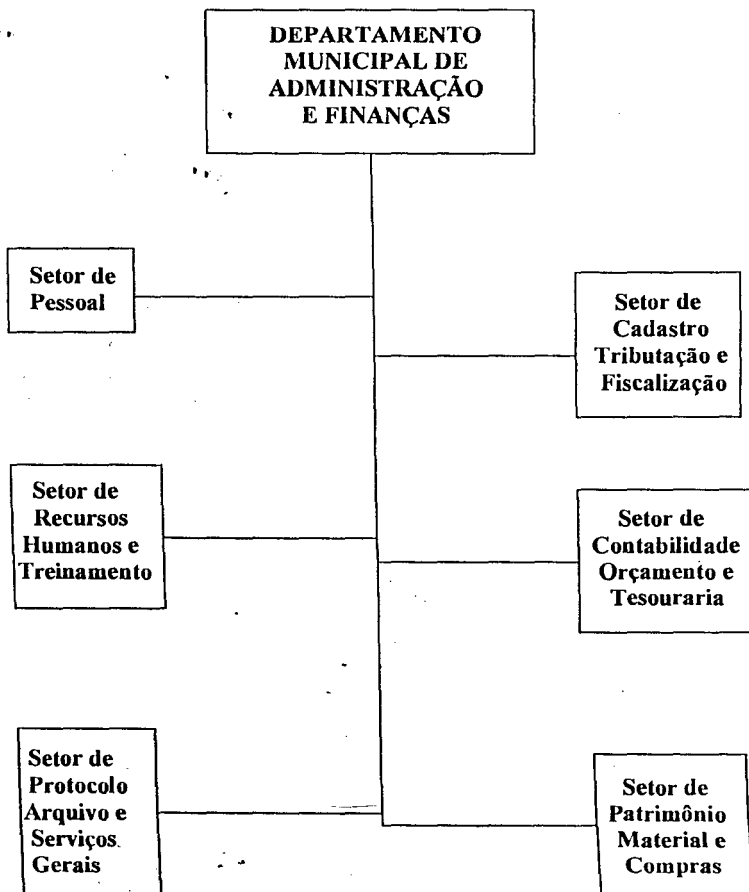 DEPARTAMENTO
MUNICIPAL DE
ADMINISTRAÇÃO
E FINANÇAS
Setor de
Pessoal
Setor de
Cadastro
Tributação e
Fiscalização
Setor de
Recursos
Humanos e
Treinamento
Setor de
Contabilidade
Orçamento e
Tesouraria
Setor de
Protocolo
Arquivo e
Serviços
Gerais
Setor de
Patrimônio
Material e
Compras